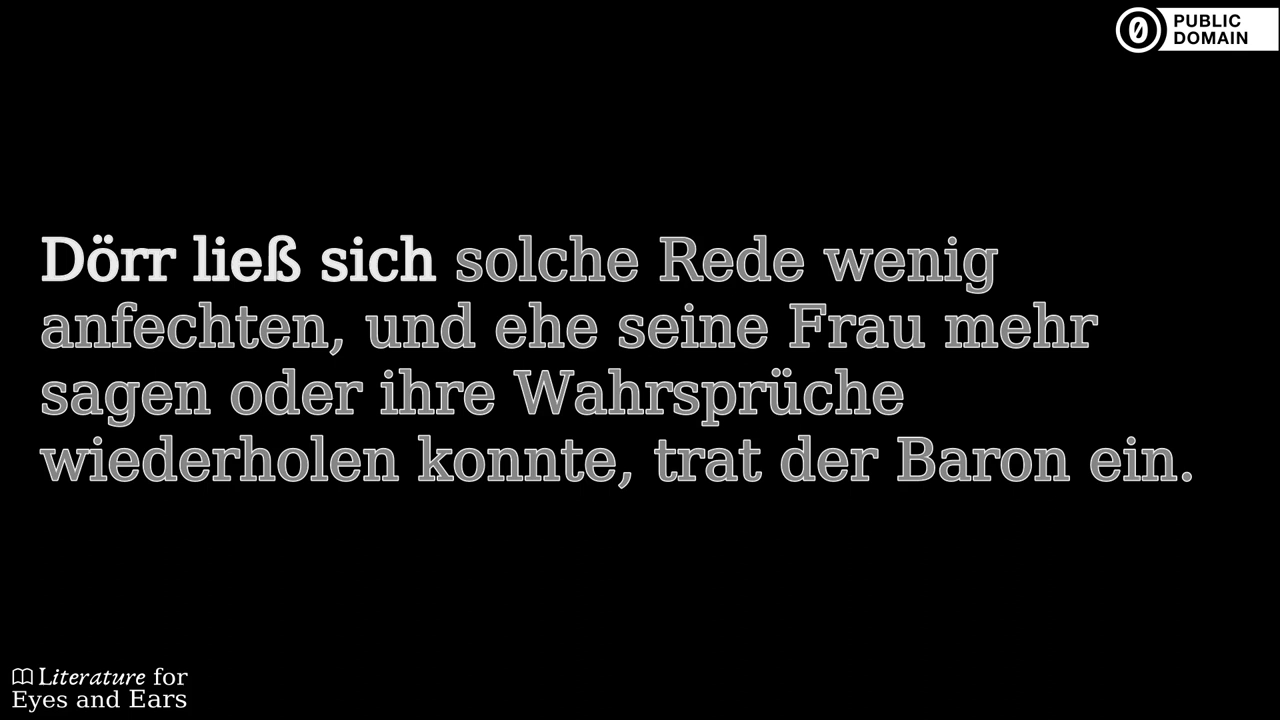 PUBLIC
DOMAIN
Dörr ließ sich solche Rede wenig
anfechten, und ehe seine Frau mehr
sagen oder ihre Wahrsprüche
wiederholen konnte, trat der Baron ein.
Literature for
Eyes and Ears